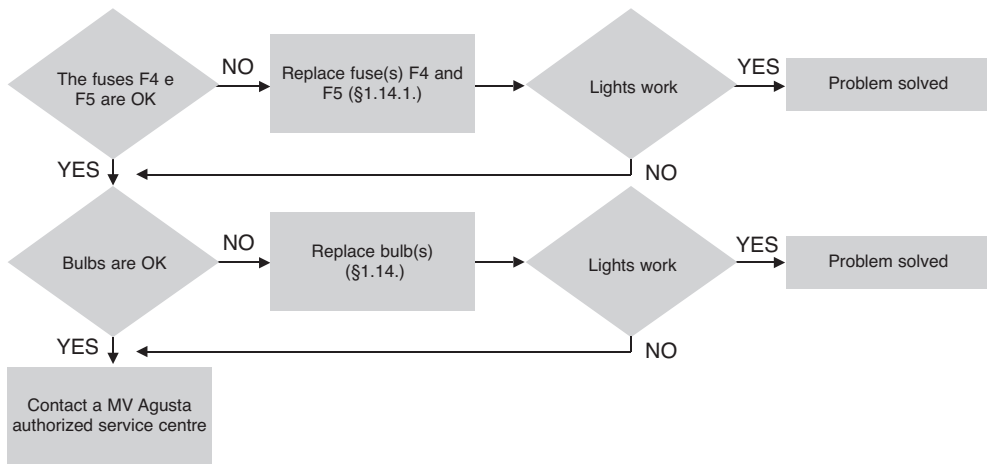 The fuses F4 e
F5 are OK
NO
Replace fuse(s) F4 and
F5 (§1.14.1.)
Lights work
YES
Problem solved
YES
NO
Bulbs are OK
NO
Replace bulb(s)
(§1.14.)
Lights work
YES
Problem solved
YES
NO
Contact a MV Agusta
authorized service centre